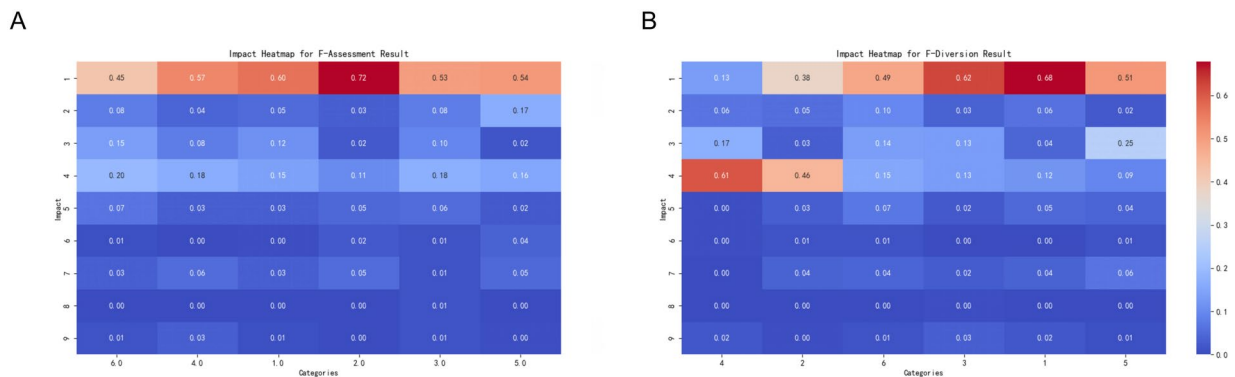 A
Impact Heatmap for F-Assessment Result
1 0.45 0.57 0.60 0.72 0.53 0.54
2 0.08 0.04 0.05 0.03 0.08 0.17
3 0.15 0.08 0.12 0.02 0.10 0.02
4 0.20 0.18 0.15 0.11 0.18 0.16
Impact
5 0.07 0.03 0.03 0.05 0.06 0.02
6 0.01 0.00 0.00 0.02 0.01 0.04
7 0.03 0.06 0.03 0.05 0.01 0.05
8 0.00 0.00 0.00 0.00 0.01 0.00
9 0.01 0.03 0.01 0.00 0.01 0.00
6.0 4.0 1.0 2.0 3.0 5.0
Categories
B
Impact Heatmap for F-Diversion Result
1 0.13 0.38 0.49 0.62 0.68 0.51
2 0.06 0.05 0.10 0.03 0.06 0.02
3 0.17 0.03 0.14 0.13 0.04 0.25
4 0.61 0.46 0.15 0.13 0.12 0.09
Impact
5 0.00 0.03 0.07 0.02 0.05 0.04
6 0.00 0.01 0.01 0.00 0.00 0.01
7 0.00 0.04 0.04 0.02 0.04 0.06
8 0.00 0.00 0.00 0.00 0.00 0.00
9 0.02 0.00 0.01 0.03 0.01 0.02
4 2 6 3 1 5
Categories
0.6
0.5
0.4
0.3
0.2
0.1
0.0